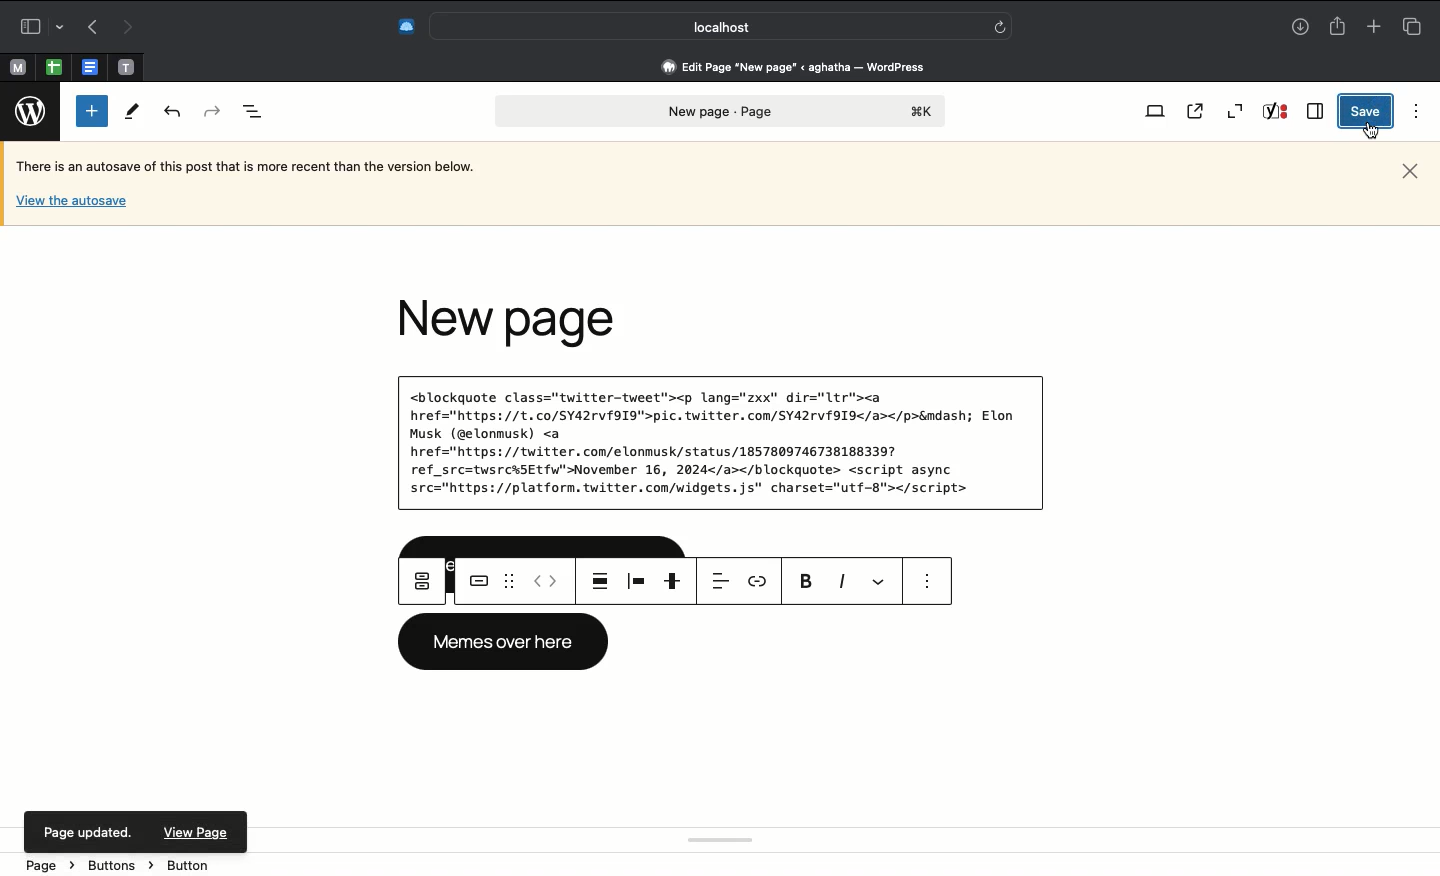 localhost
M
T
Edit Page “New page” ‹ aghatha — WordPress
New page · Page ⌘K
Save
There is an autosave of this post that is more recent than the version below.
View the autosave
New page
<blockquote class="twitter-tweet"><p lang="zxx" dir="ltr"><a
href="https://t.co/SY42rvf9I9">pic.twitter.com/SY42rvf9I9</a></p>&mdash; Elon
Musk (@elonmusk) <a
href="https://twitter.com/elonmusk/status/1857809746738188339?
ref_src=twsrc%5Etfw">November 16, 2024</a></blockquote> <script async
src="https://platform.twitter.com/widgets.js" charset="utf-8"></script>
B I
Memes over here
Page updated. View Page
Page › Buttons › Button